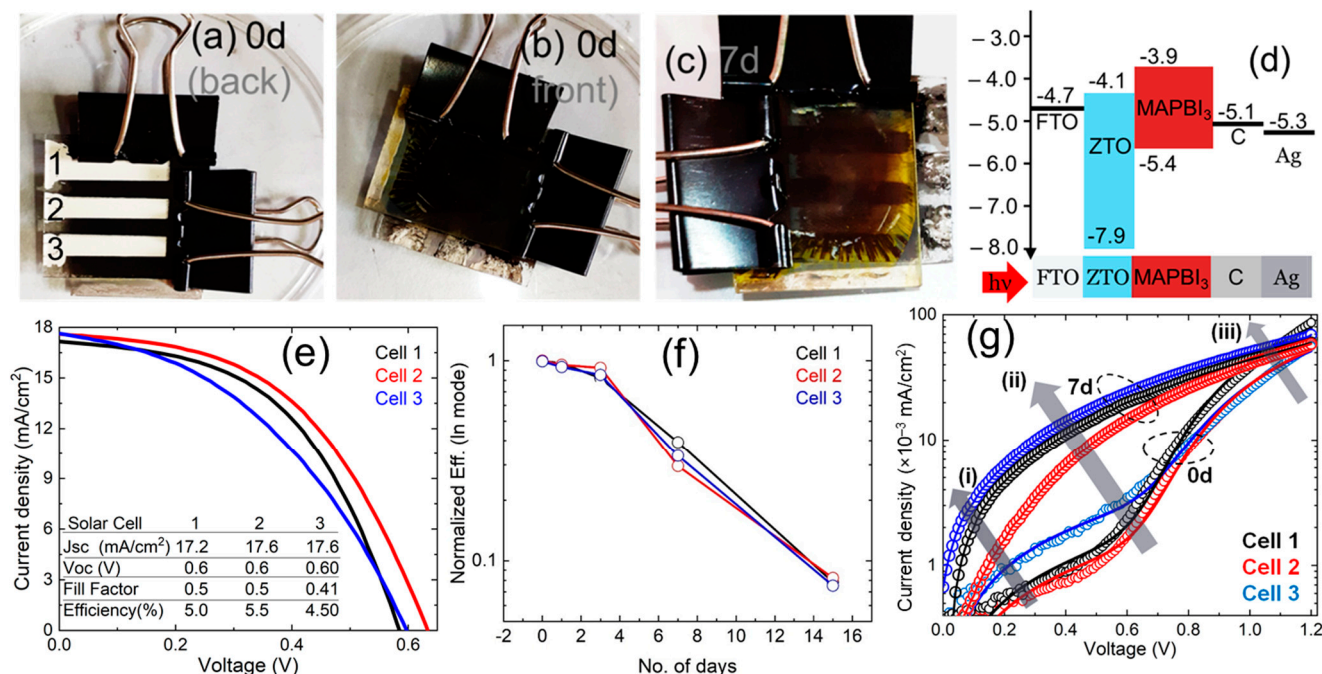 (a) 0d
(back)
1
2
3
(b) 0d
front)
(c) 7d
(d)
− 3.0
− 4.0
− 5.0
− 6.0
− 7.0
− 8.0
-4.7
FTO
-4.1
ZTO
-7.9
-3.9
MAPBI₃
-5.4
-5.1
C
-5.3
Ag
hν
FTO ZTO MAPBI₃ C Ag
(e)
Cell 1
Cell 2
Cell 3
Current density (mA/cm²)
18
15
12
9
6
3
0
Solar Cell 1 2 3
Jsc (mA/cm²) 17.2 17.6 17.6
Voc (V) 0.6 0.6 0.60
Fill Factor 0.5 0.5 0.41
Efficiency(%) 5.0 5.5 4.50
0.0 0.2 0.4 0.6
Voltage (V)
(f)
Cell 1
Cell 2
Cell 3
Normalized Eff. (ln mode)
1
0.1
-2 0 2 4 6 8 10 12 14 16
No. of days
(g)
Current density (×10⁻³ mA/cm²)
100
10
1
(i)
(ii)
(iii)
7d
0d
Cell 1
Cell 2
Cell 3
0.0 0.2 0.4 0.6 0.8 1.0 1.2
Voltage (V)